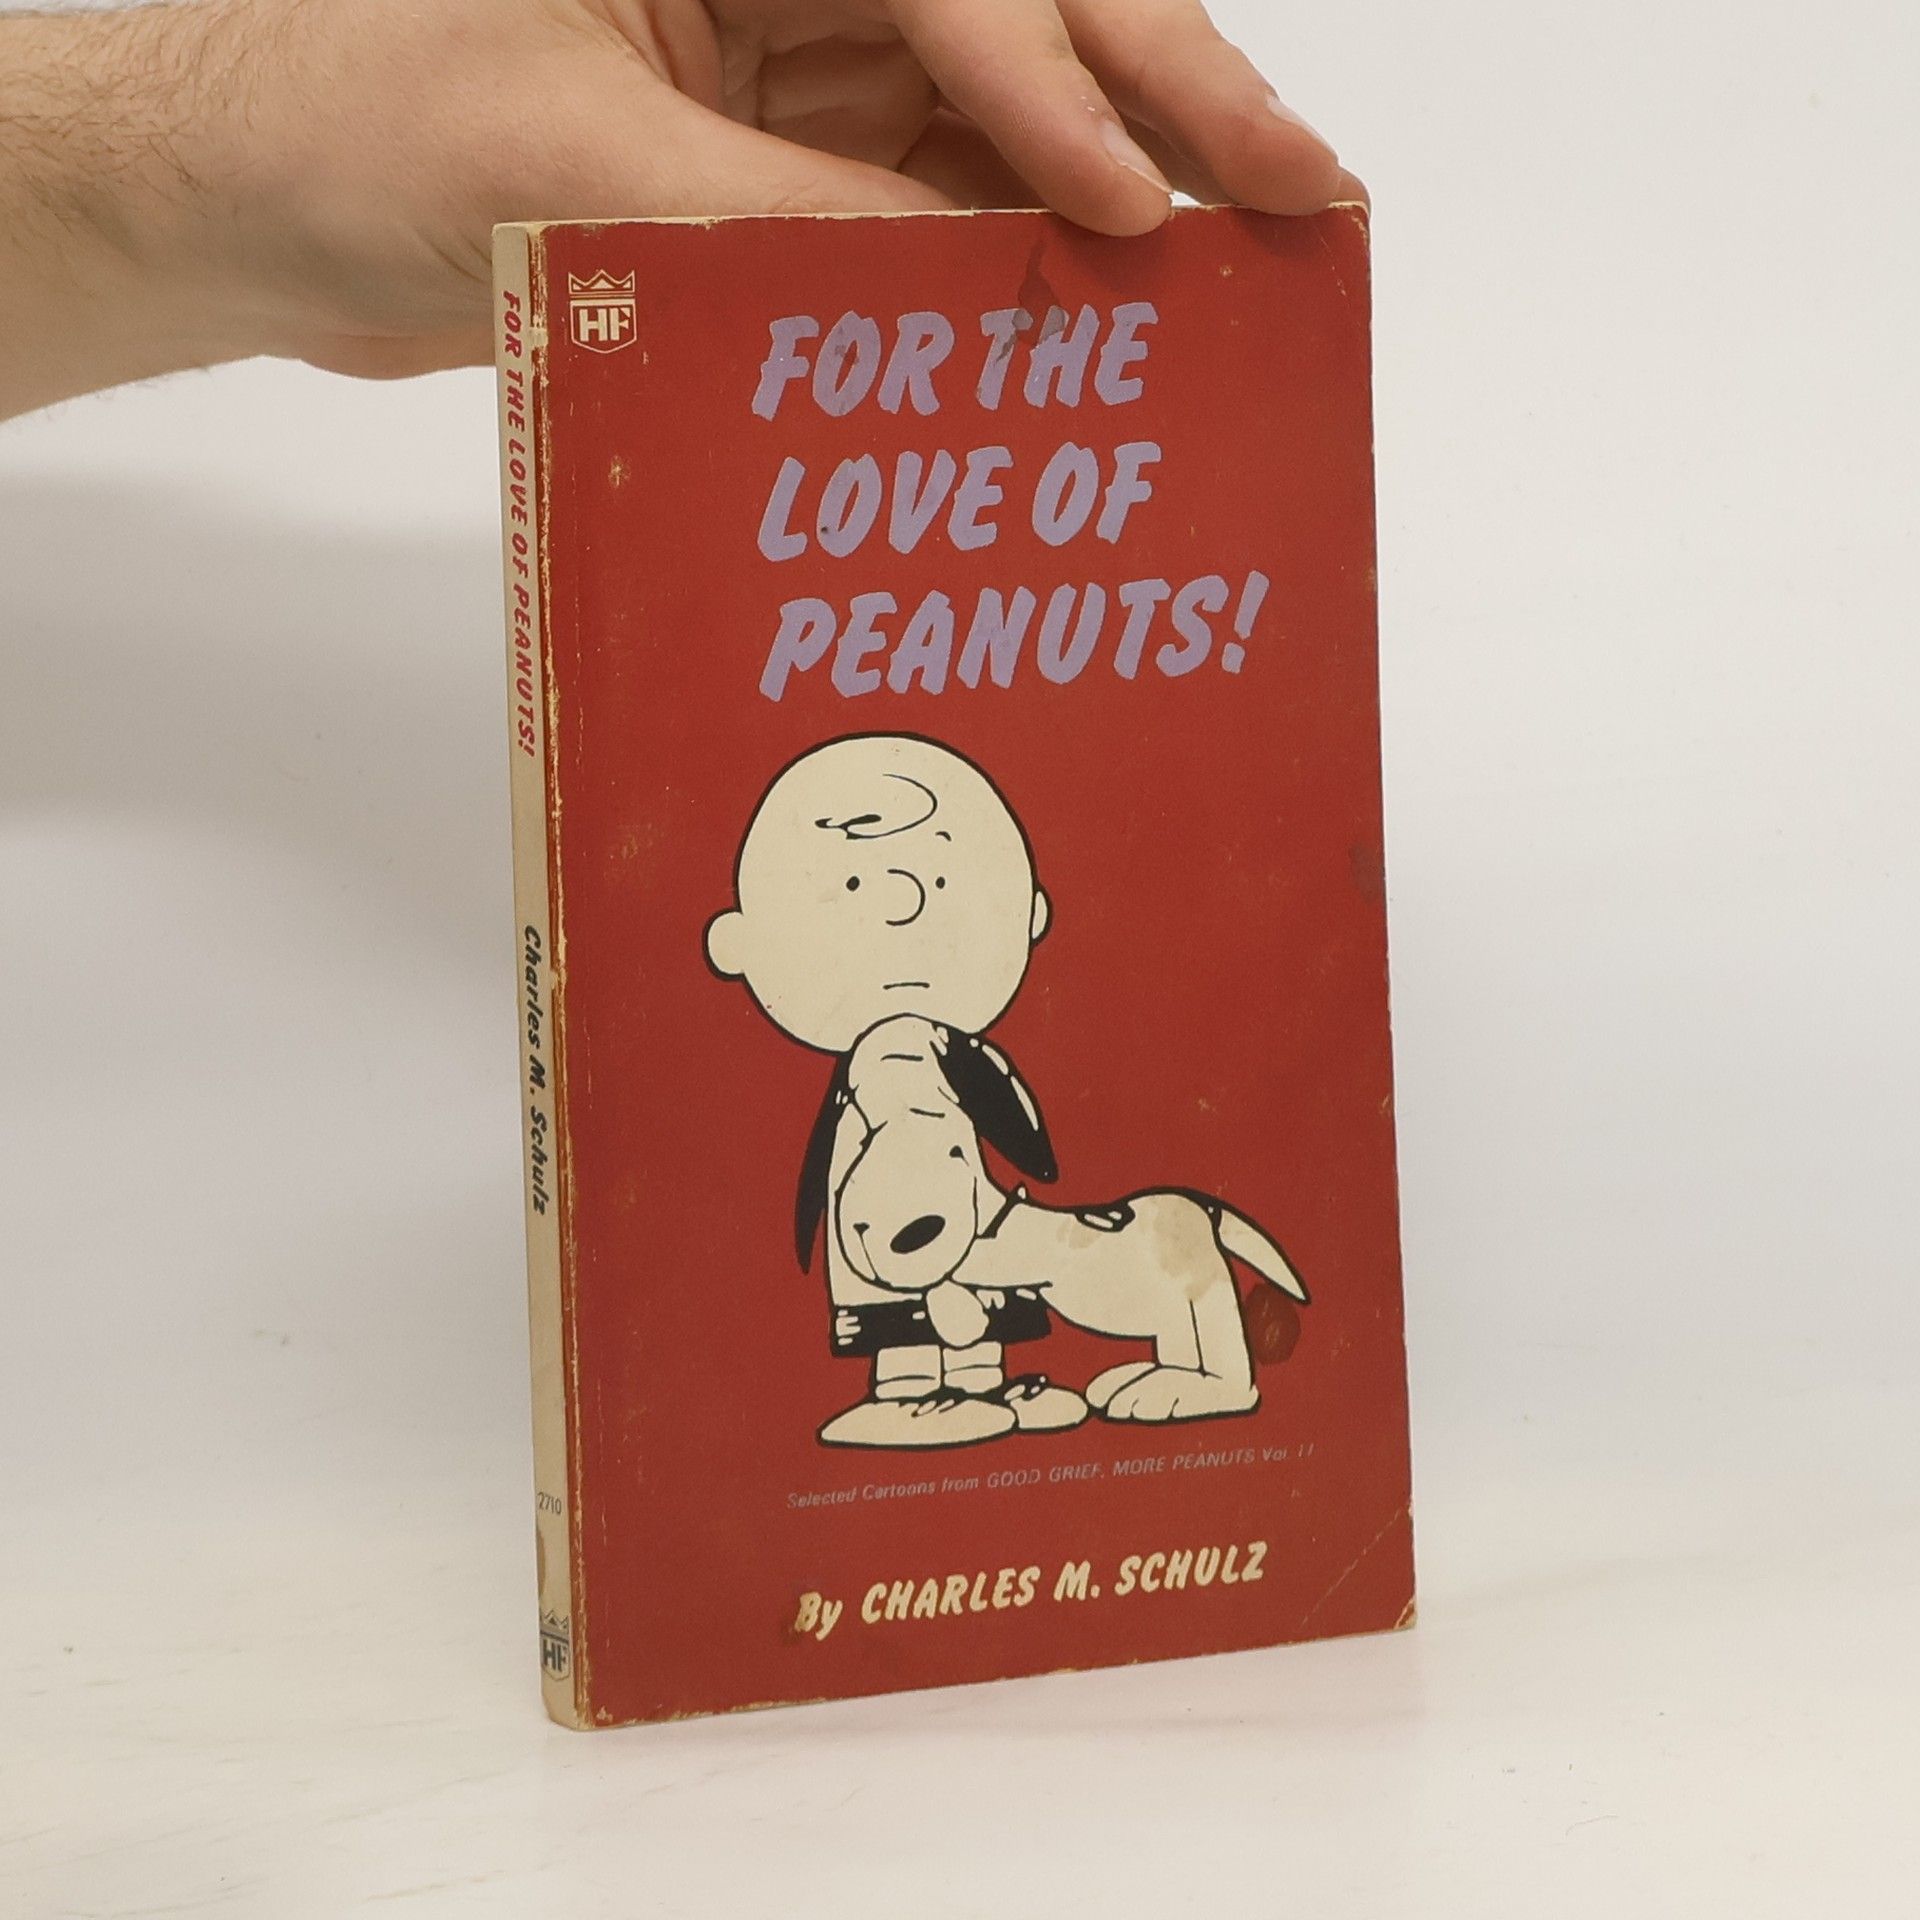 HF
FOR THE
LOVE OF
PEANUTS!
Selected Cartoons from GOOD GRIEF, MORE PEANUTS Vol. II
By CHARLES M. SCHULZ
FOR THE LOVE OF PEANUTS!
Charles M. Schulz
2710
HF